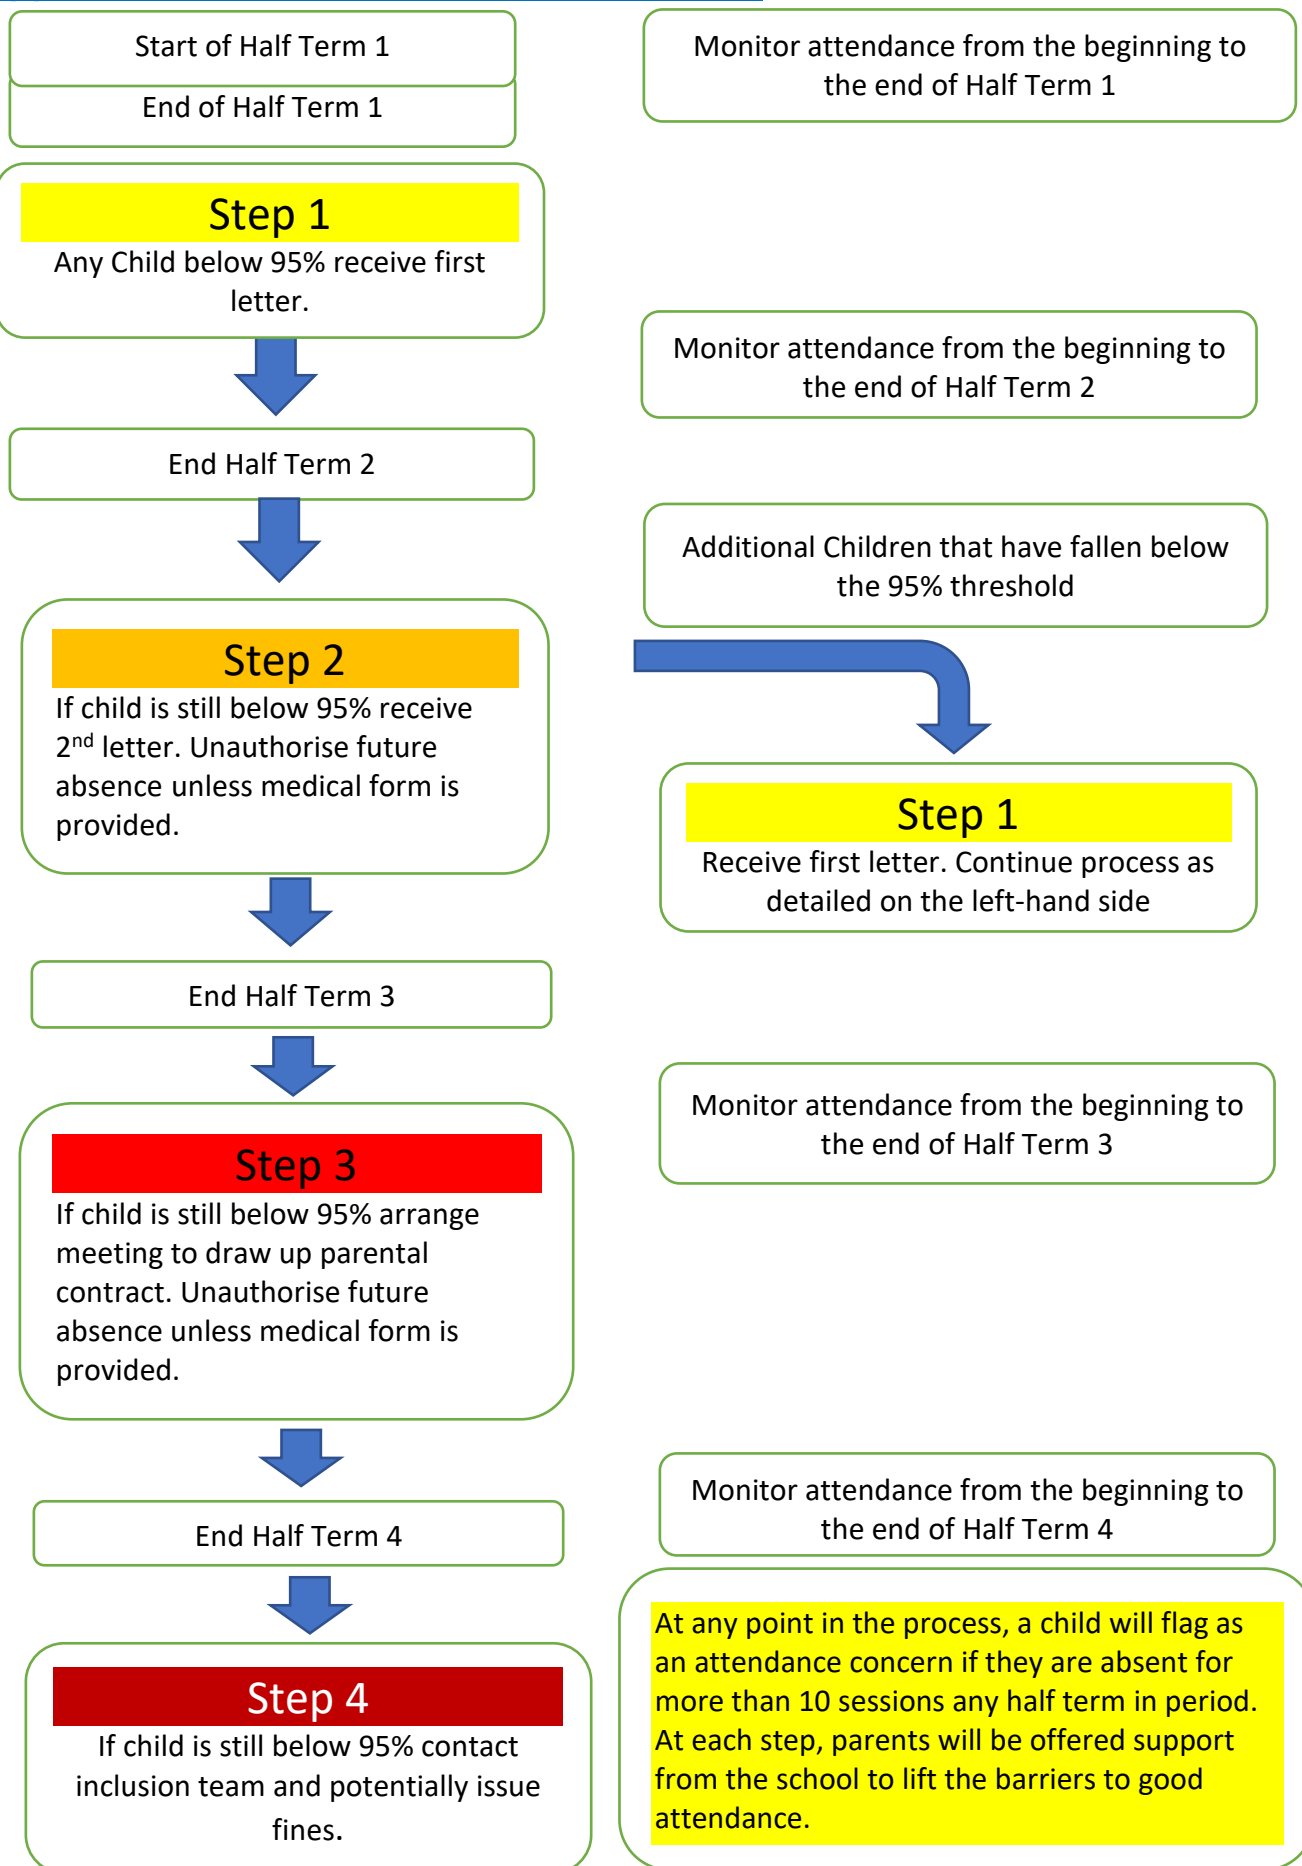 Start of Half Term 1
End of Half Term 1
Monitor attendance from the beginning to
the end of Half Term 1
Step 1
Any Child below 95% receive first
letter.
Monitor attendance from the beginning to
the end of Half Term 2
End Half Term 2
Additional Children that have fallen below
the 95% threshold
Step 2
If child is still below 95% receive
2nd letter. Unauthorise future
absence unless medical form is
provided.
Step 1
Receive first letter. Continue process as
detailed on the left-hand side
End Half Term 3
Monitor attendance from the beginning to
the end of Half Term 3
Step 3
If child is still below 95% arrange
meeting to draw up parental
contract. Unauthorise future
absence unless medical form is
provided.
Monitor attendance from the beginning to
the end of Half Term 4
End Half Term 4
Step 4
If child is still below 95% contact
inclusion team and potentially issue
fines.
At any point in the process, a child will flag as
an attendance concern if they are absent for
more than 10 sessions any half term in period.
At each step, parents will be offered support
from the school to lift the barriers to good
attendance.